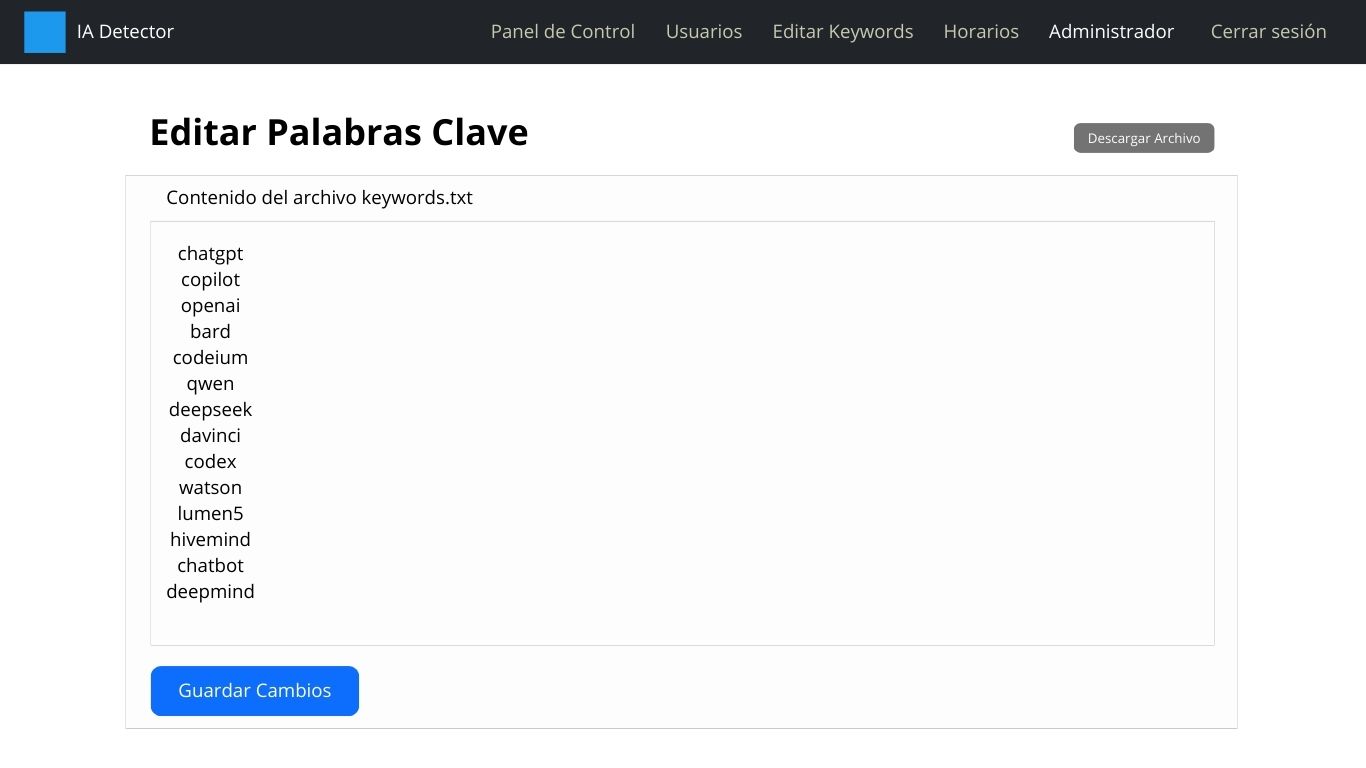 IA Detector
Panel de Control Usuarios Editar Keywords Horarios Administrador Cerrar sesión
Editar Palabras Clave
Descargar Archivo
Contenido del archivo keywords.txt
chatgpt
copilot
openai
bard
codeium
qwen
deepseek
davinci
codex
watson
lumen5
hivemind
chatbot
deepmind
Guardar Cambios